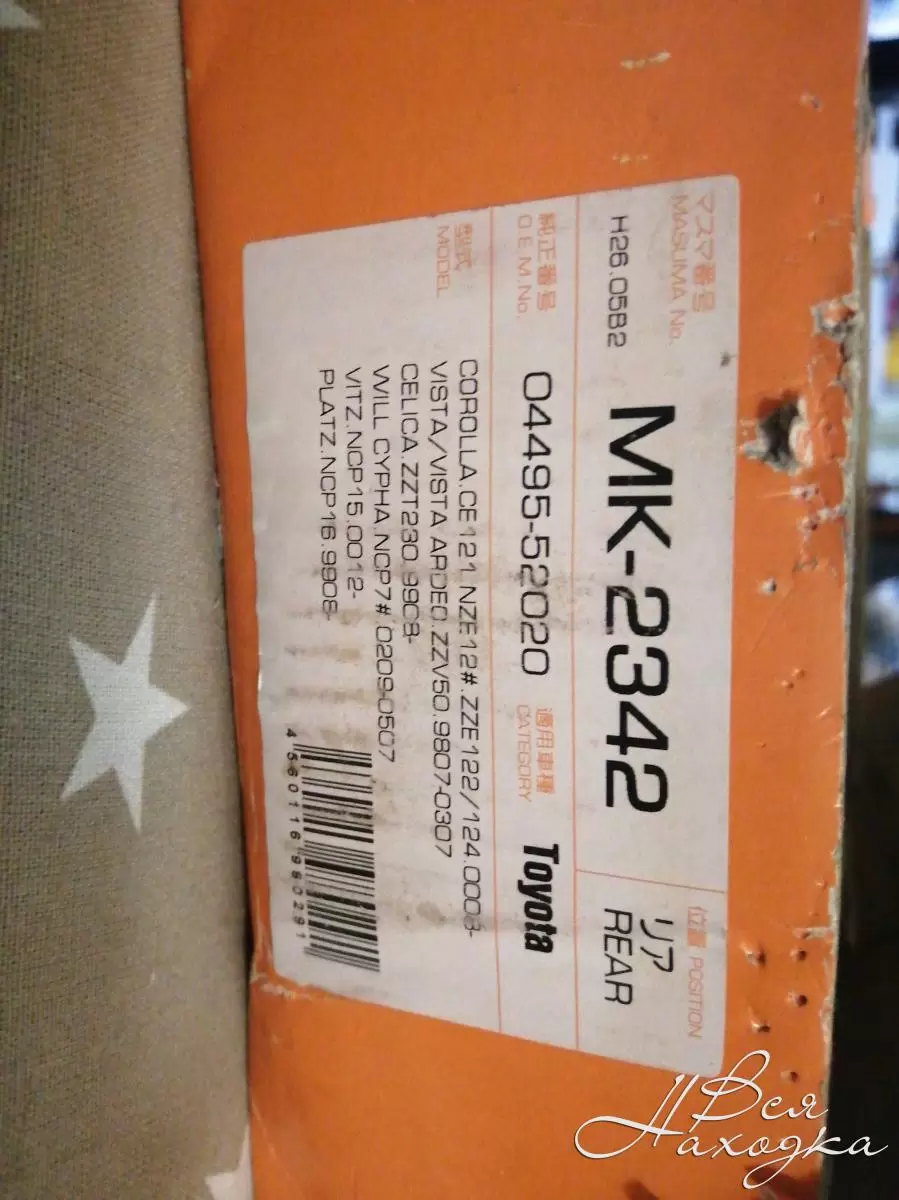 マスマ番号
MASUMA No.
H26.05B2
MK-2342
位置 POSITION
リア
REAR
純正番号
O.E.M.No.
04495-52020
適用車種
CATEGORY
Toyota
型式
MODEL
COROLLA.CE121.NZE12#.ZZE122/124.0008-
VISTA/VISTA ARDEO.ZZV50.9807-0307
CELICA.ZZT230.9908-
WILL CYPHA.NCP7#.0209-0507
VITZ.NCP15.0012-
PLATZ.NCP16.9908-
4560116960291
Вся
Находка